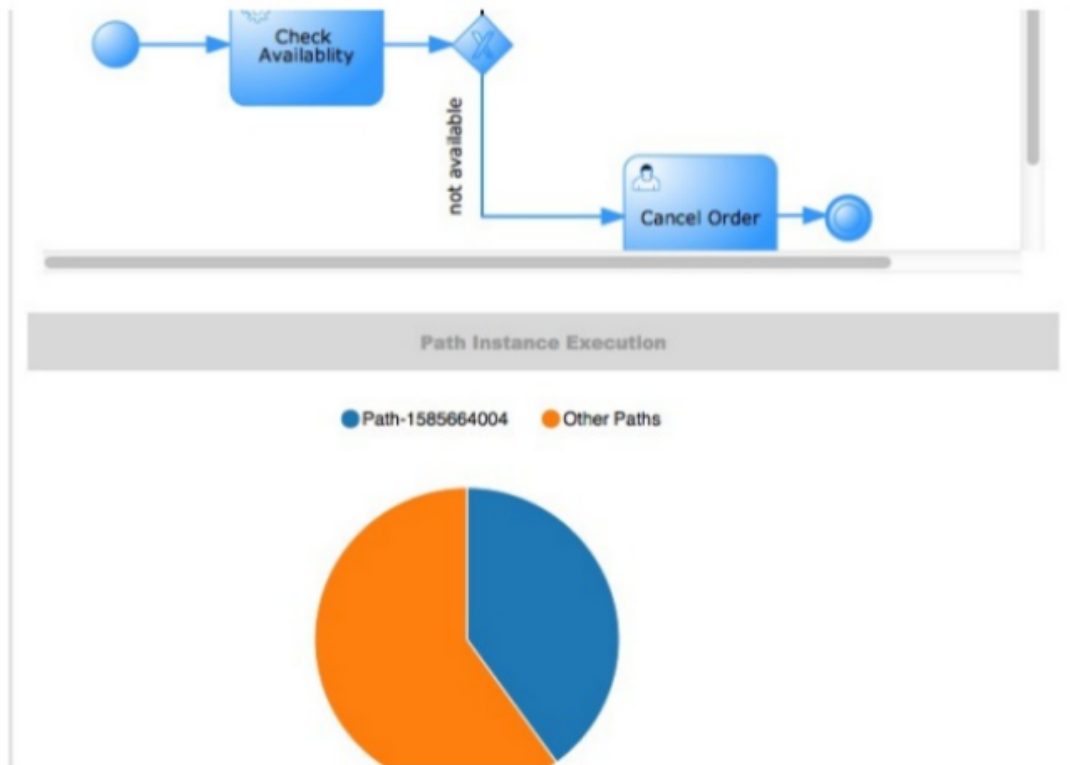 Check
Availablity
not available
Cancel Order
Path Instance Execution
Path-1585664004
Other Paths